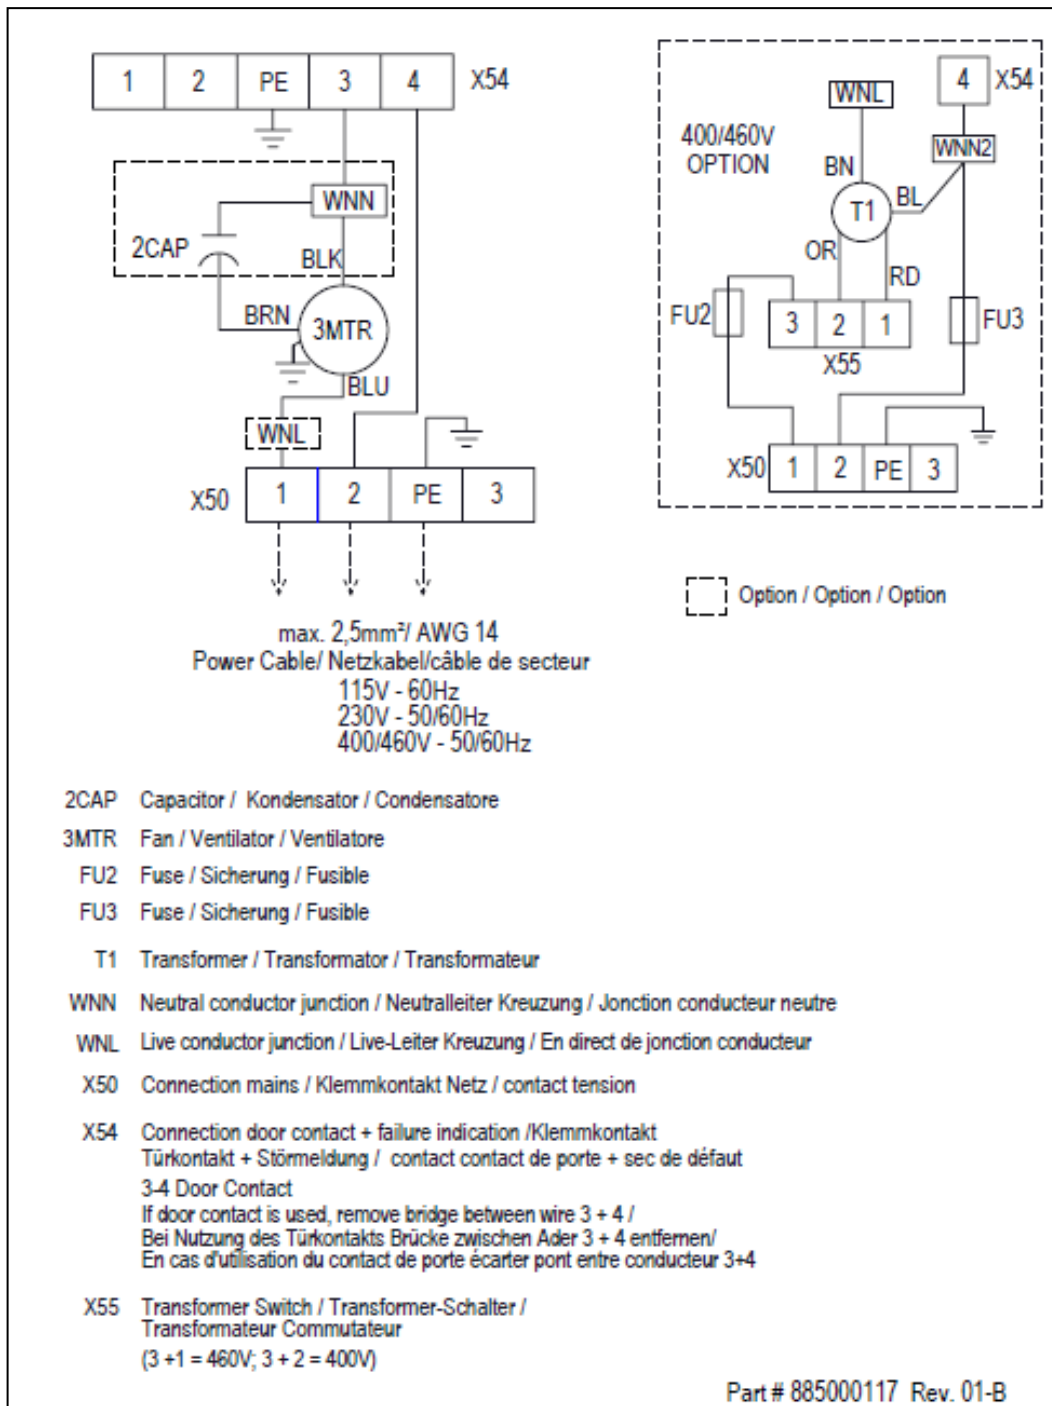 1 2 PE 3 4 X54
WNN
2CAP
BLK
BRN
3MTR
BLU
WNL
X50 1 2 PE 3
max. 2,5mm²/ AWG 14
Power Cable/ Netzkabel/câble de secteur
115V - 60Hz
230V - 50/60Hz
400/460V - 50/60Hz
400/460V
OPTION
WNL
4 X54
WNN2
BN
BL
T1
OR
RD
FU2
3 2 1
FU3
X55
X50 1 2 PE 3
Option / Option / Option
2CAP Capacitor / Kondensator / Condensatore
3MTR Fan / Ventilator / Ventilatore
FU2 Fuse / Sicherung / Fusible
FU3 Fuse / Sicherung / Fusible
T1 Transformer / Transformator / Transformateur
WNN Neutral conductor junction / Neutralleiter Kreuzung / Jonction conducteur neutre
WNL Live conductor junction / Live-Leiter Kreuzung / En direct de jonction conducteur
X50 Connection mains / Klemmkontakt Netz / contact tension
X54 Connection door contact + failure indication /Klemmkontakt
Türkontakt + Störmeldung / contact contact de porte + sec de défaut
3-4 Door Contact
If door contact is used, remove bridge between wire 3 + 4 /
Bei Nutzung des Türkontakts Brücke zwischen Ader 3 + 4 entfernen/
En cas d'utilisation du contact de porte écarter pont entre conducteur 3+4
X55 Transformer Switch / Transformer-Schalter /
Transformateur Commutateur
(3 +1 = 460V; 3 + 2 = 400V)
Part # 885000117 Rev. 01-B